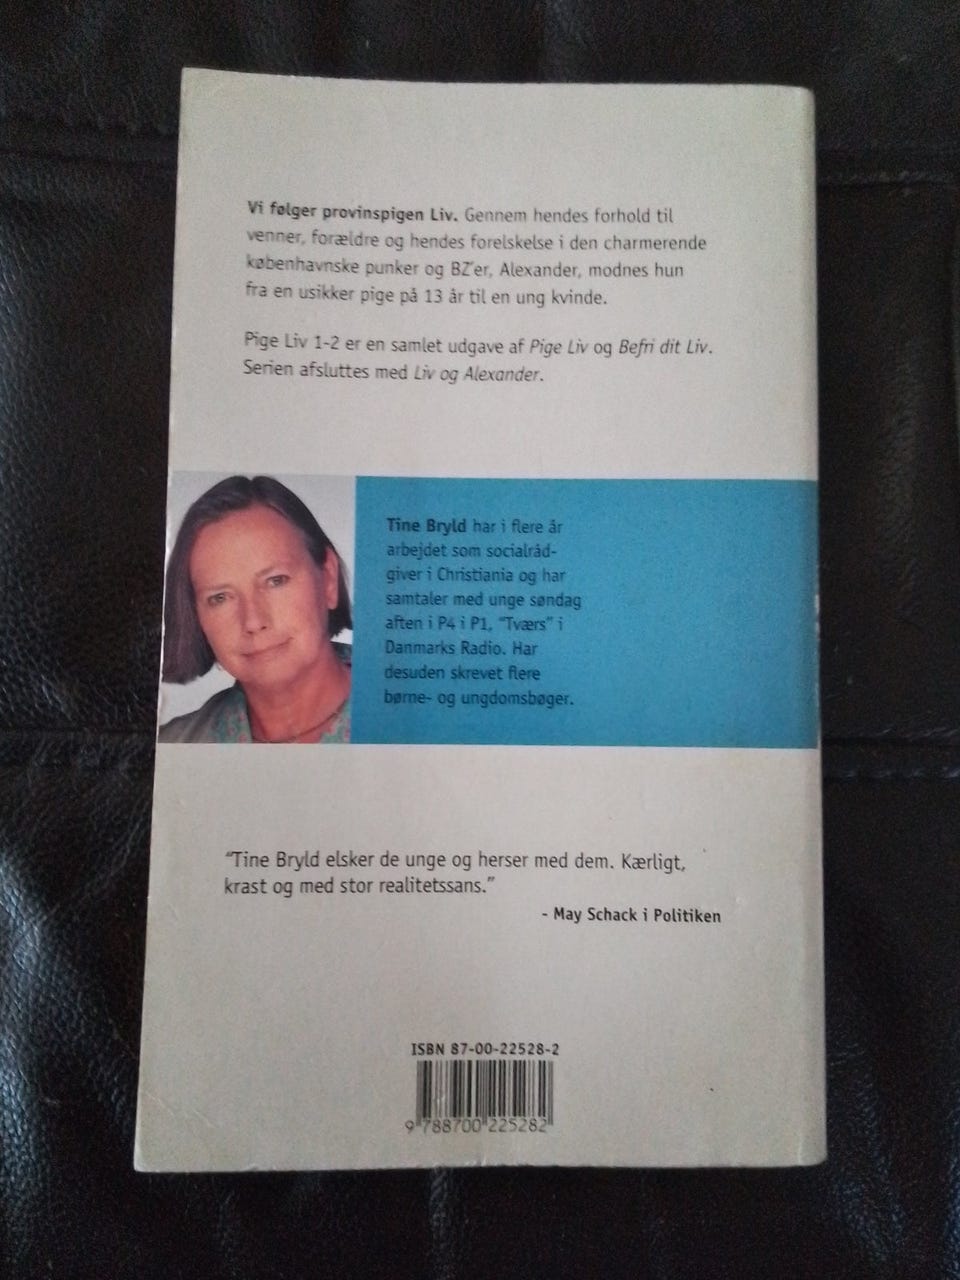 Vi følger provinspigen Liv. Gennem hendes forhold til
venner, forældre og hendes forelskelse i den charmerende
københavnske punker og BZ'er, Alexander, modnes hun
fra en usikker pige på 13 år til en ung kvinde.
Pige Liv 1-2 er en samlet udgave af Pige Liv og Befri dit Liv.
Serien afsluttes med Liv og Alexander.
Tine Bryld har i flere år
arbejdet som socialråd-
giver i Christiania og har
samtaler med unge søndag
aften i P4 i P1, "Tværs" i
Danmarks Radio. Har
desuden skrevet flere
børne- og ungdomsbøger.
"Tine Bryld elsker de unge og herser med dem. Kærligt,
krast og med stor realitetssans."
- May Schack i Politiken
ISBN 87-00-22528-2
9 788700 225282